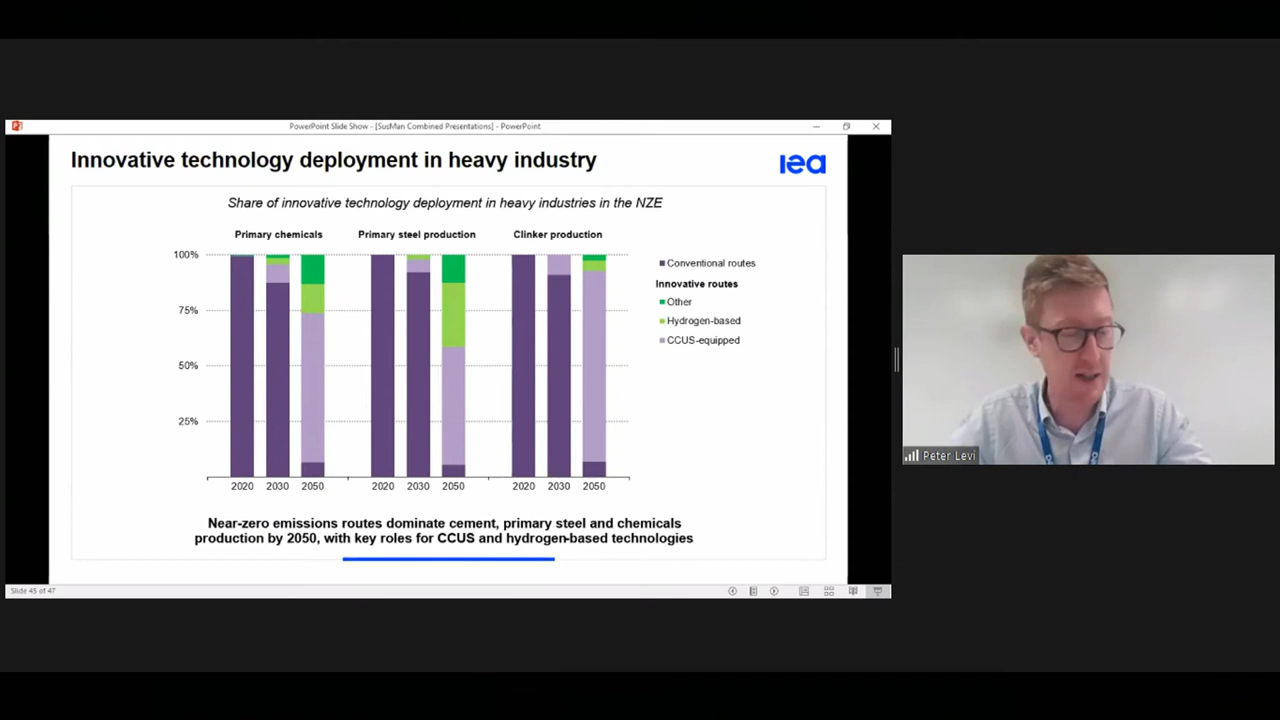 PowerPoint Slide Show - [SusMan Combined Presentations] - PowerPoint
Innovative technology deployment in heavy industry
iea
Share of innovative technology deployment in heavy industries in the NZE
Primary chemicals
Primary steel production
Clinker production
100%
75%
50%
25%
2020 2030 2050
2020 2030 2050
2020 2030 2050
Conventional routes
Innovative routes
Other
Hydrogen-based
CCUS-equipped
Near-zero emissions routes dominate cement, primary steel and chemicals
production by 2050, with key roles for CCUS and hydrogen-based technologies
Slide 45 of 47
Peter Levi